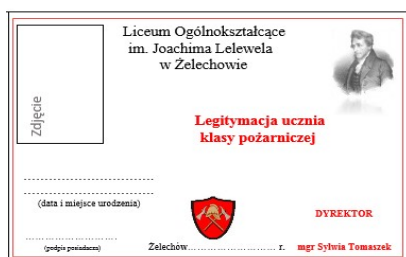 Liceum Ogólnokształcące
im. Joachima Lelewela
w Żelechowie
Zdjęcie
Legitymacja ucznia
klasy pożarniczej
(data i miejsce urodzenia)
DYREKTOR
(podpis posiadacza)
Żelechów........................... r.
mgr Sylwia Tomaszek